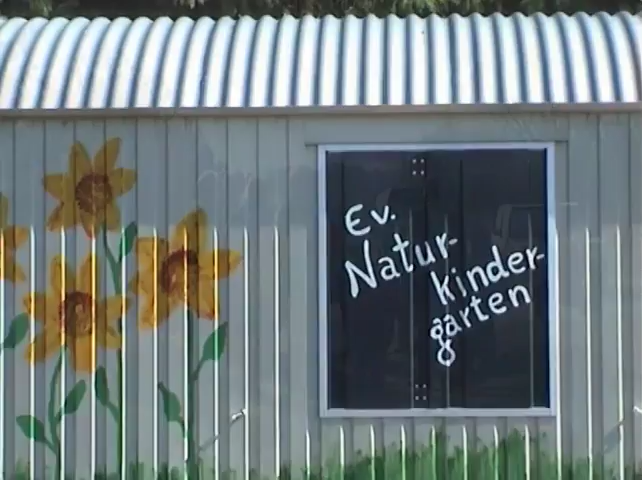 Ev.
Natur-
kinder-
garten